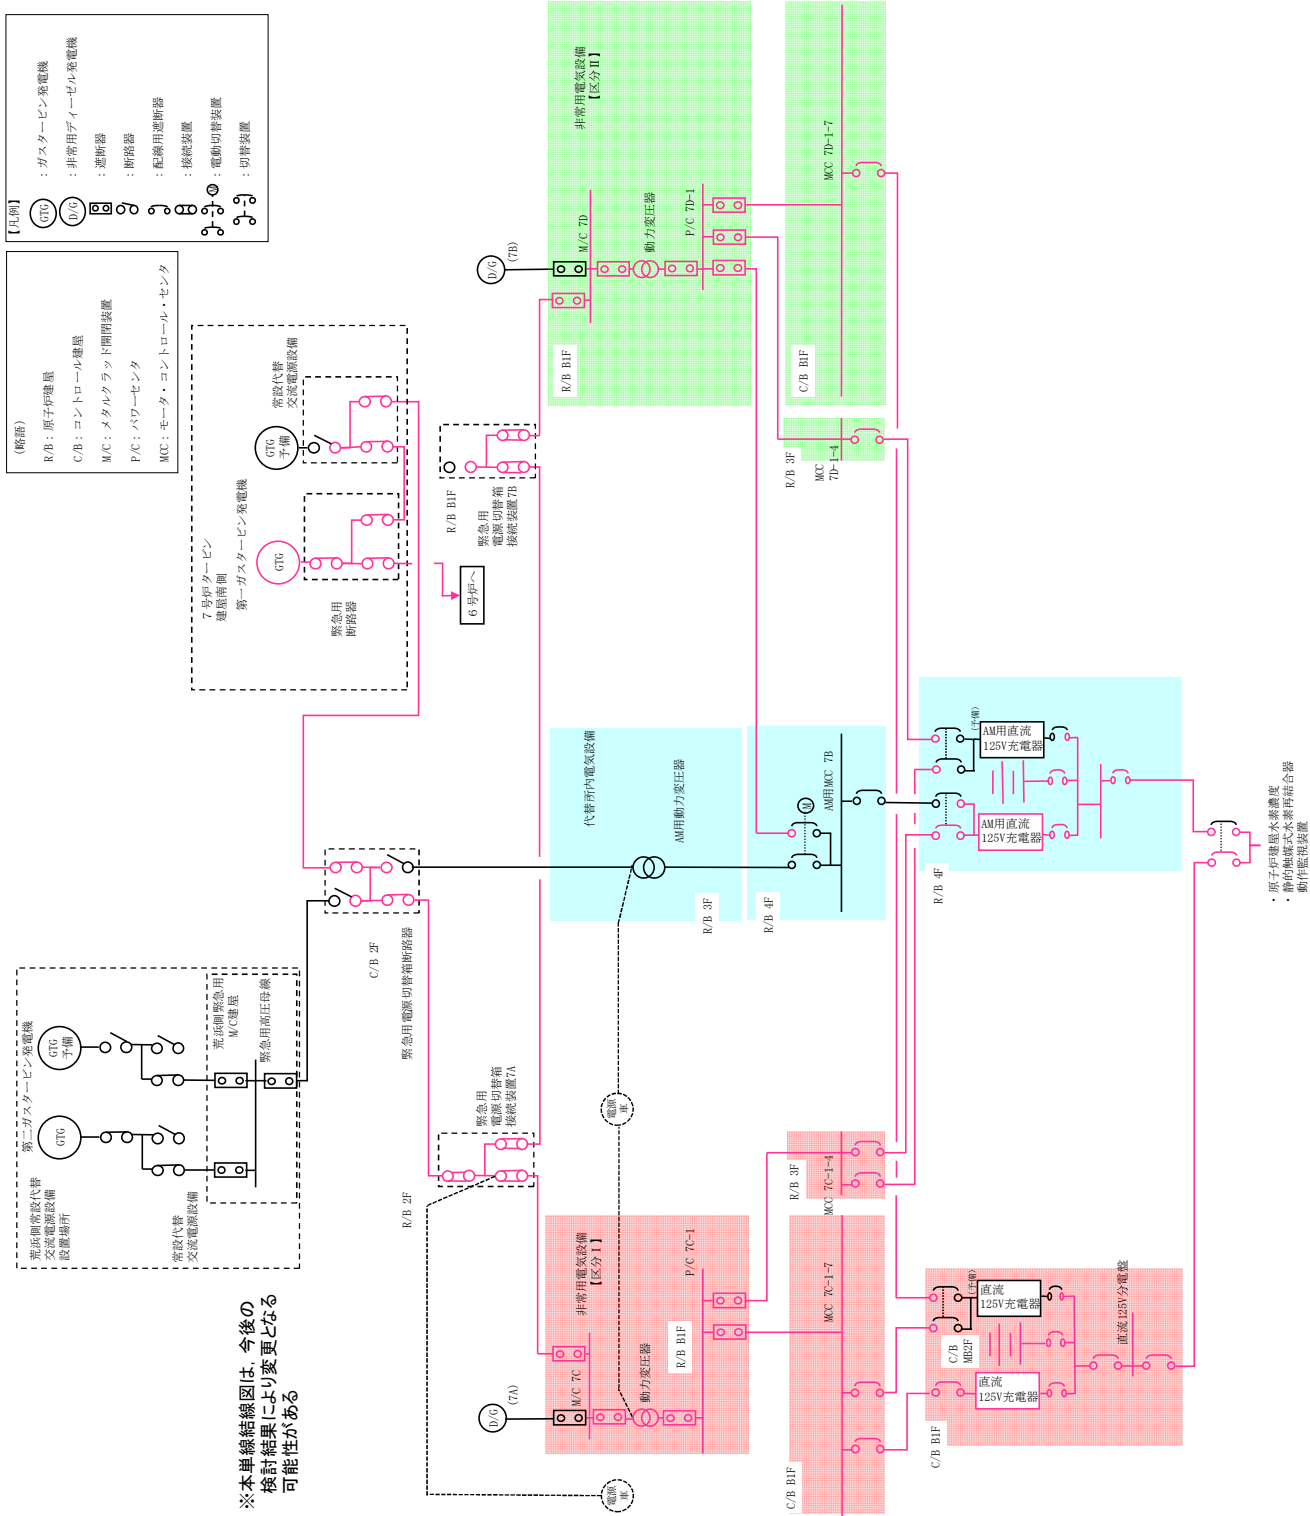 【凡例】
GTG
：ガスタービン発電機
D/G
：非常用ディーゼル発電機
：遮断器
：断路器
：配線用遮断器
：接続装置
M
：電動切替装置
：切替装置
(略語)
R/B：原子炉建屋
C/B：コントロール建屋
M/C：メタルクラッド開閉装置
P/C：パワーセンタ
MCC：モータ・コントロール・センタ
※本単線結線図は，今後の
検討結果により変更となる
可能性がある
荒浜側常設代替
交流電源設備
設置場所
第二ガスタービン発電機
GTG
GTG
予備
常設代替
交流電源設備
荒浜側緊急用
M/C建屋
緊急用高圧母線
7号炉タービン
建屋南側
第一ガスタービン発電機
GTG
GTG
予備
常設代替
交流電源設備
緊急用
断路器
6号炉へ
C/B 2F
緊急用電源切替箱断路器
R/B 2F
緊急用
電源切替箱
接続装置7A
R/B B1F
緊急用
電源切替箱
接続装置7B
D/G
(7A)
D/G
(7B)
電源
車
電源
車
非常用電気設備
【区分Ⅰ】
M/C 7C
動力変圧器
P/C 7C-1
R/B B1F
代替所内電気設備
AM用動力変圧器
R/B 3F
非常用電気設備
【区分Ⅱ】
M/C 7D
動力変圧器
P/C 7D-1
R/B B1F
MCC 7C-1-7
C/B B1F
R/B 3F
MCC 7C-1-4
R/B 4F
M
AM用MCC 7B
R/B 3F
MCC
7D-1-4
MCC 7D-1-7
C/B B1F
C/B B1F
直流
125V充電器
C/B
MB2F
(予備)
直流
125V充電器
直流125V分電盤
R/B 4F
AM用直流
125V充電器
(予備)
AM用直流
125V充電器
・原子炉建屋水素濃度
・静的触媒式水素再結合器
動作監視装置